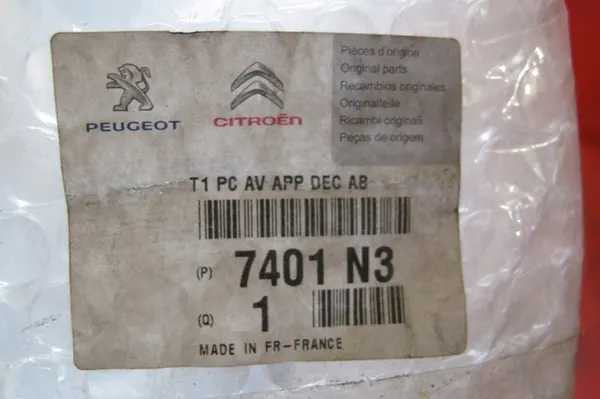 PEUGEOT
CITROËN
Pièces d'origine
Original parts
Recambios originales
Originalteile
Ricambi originali
Peças de origem
T1 PC AV APP DEC AB
(P) 7401 N3
(Q) 1
MADE IN FR-FRANCE